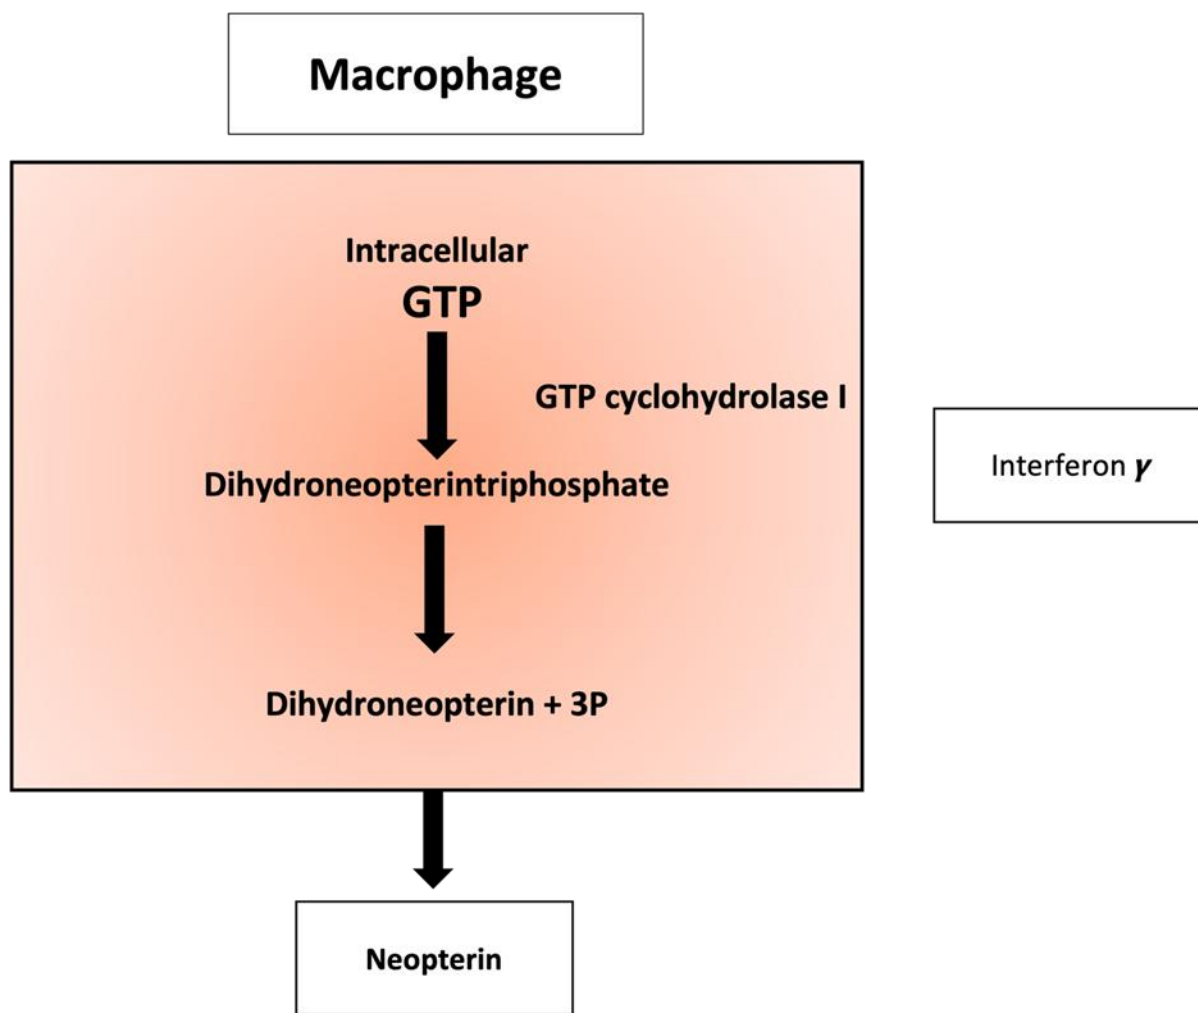 Macrophage
Intracellular
GTP
GTP cyclohydrolase I
Interferon γ
Dihydroneopterintriphosphate
Dihydroneopterin + 3P
Neopterin